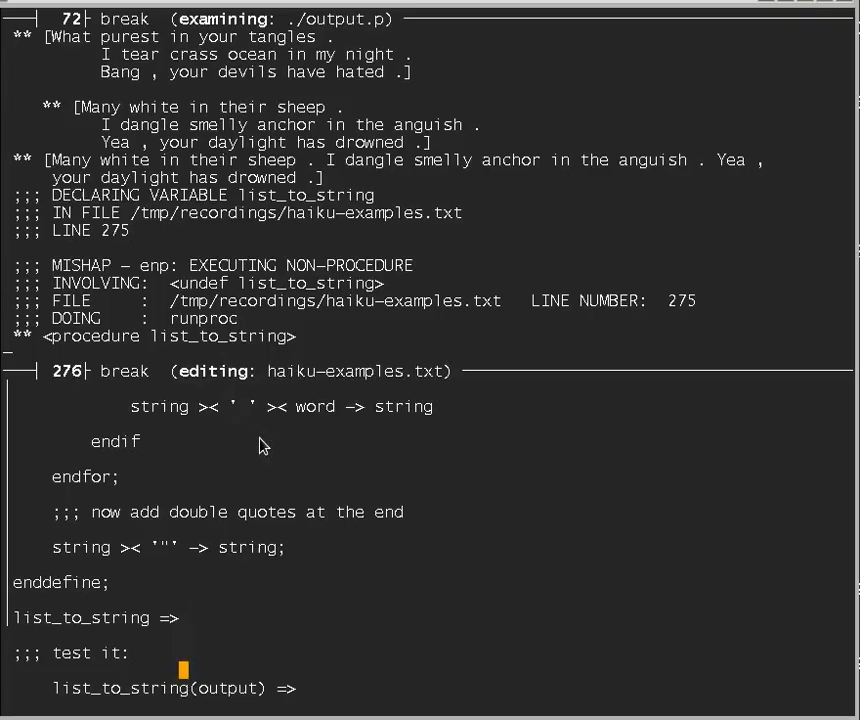 72 break (examining: ./output.p)
** [What purest in your tangles .
I tear crass ocean in my night .
Bang , your devils have hated .]
** [Many white in their sheep .
I dangle smelly anchor in the anguish .
Yea , your daylight has drowned .]
** [Many white in their sheep . I dangle smelly anchor in the anguish . Yea ,
your daylight has drowned .]
;;; DECLARING VARIABLE list_to_string
;;; IN FILE /tmp/recordings/haiku-examples.txt
;;; LINE 275
;;; MISHAP - enp: EXECUTING NON-PROCEDURE
;;; INVOLVING: <undef list_to_string>
;;; FILE : /tmp/recordings/haiku-examples.txt LINE NUMBER: 275
;;; DOING : runproc
** <procedure list_to_string>
276 break (editing: haiku-examples.txt)
string >< ' ' >< word -> string
endif
endfor;
;;; now add double quotes at the end
string >< '"' -> string;
enddefine;
list_to_string =>
;;; test it:
list_to_string(output) =>